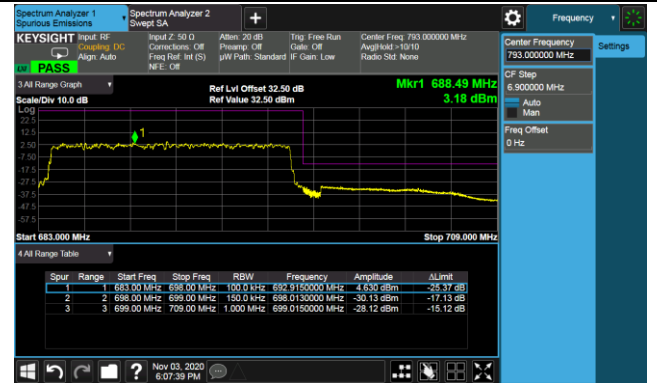 Spectrum Analyzer 1
Spurious Emissions
Spectrum Analyzer 2
Swept SA
Frequency
KEYSIGHT
Input: RF
Coupling: DC
Align: Auto
Input Z: 50 Ω
Corrections: Off
Freq Ref: Int (S)
NFE: Off
Atten: 20 dB
Preamp: Off
µW Path: Standard
Trig: Free Run
Gate: Off
IF Gain: Low
Center Freq: 793.000000 MHz
Avg|Hold:>10/10
Radio Std: None
PASS
Center Frequency
793.000000 MHz
Settings
CF Step
6.900000 MHz
Auto
Man
Freq Offset
0 Hz
3 All Range Graph
Scale/Div 10.0 dB
Ref Lvl Offset 32.50 dB
Ref Value 32.50 dBm
Mkr1 688.49 MHz
3.18 dBm
Log
22.5
12.5
2.50
-7.50
-17.5
-27.5
-37.5
-47.5
-57.5
1
Start 683.000 MHz
Stop 709.000 MHz
4 All Range Table
Spur Range Start Freq Stop Freq RBW Frequency Amplitude ΔLimit
1 1 683.00 MHz 698.00 MHz 100.0 kHz 692.9150000 MHz 4.630 dBm -25.37 dB
2 2 698.00 MHz 699.00 MHz 150.0 kHz 698.0130000 MHz -30.13 dBm -17.13 dB
3 3 699.00 MHz 709.00 MHz 1.000 MHz 699.0150000 MHz -28.12 dBm -15.12 dB
Nov 03, 2020
6:07:39 PM